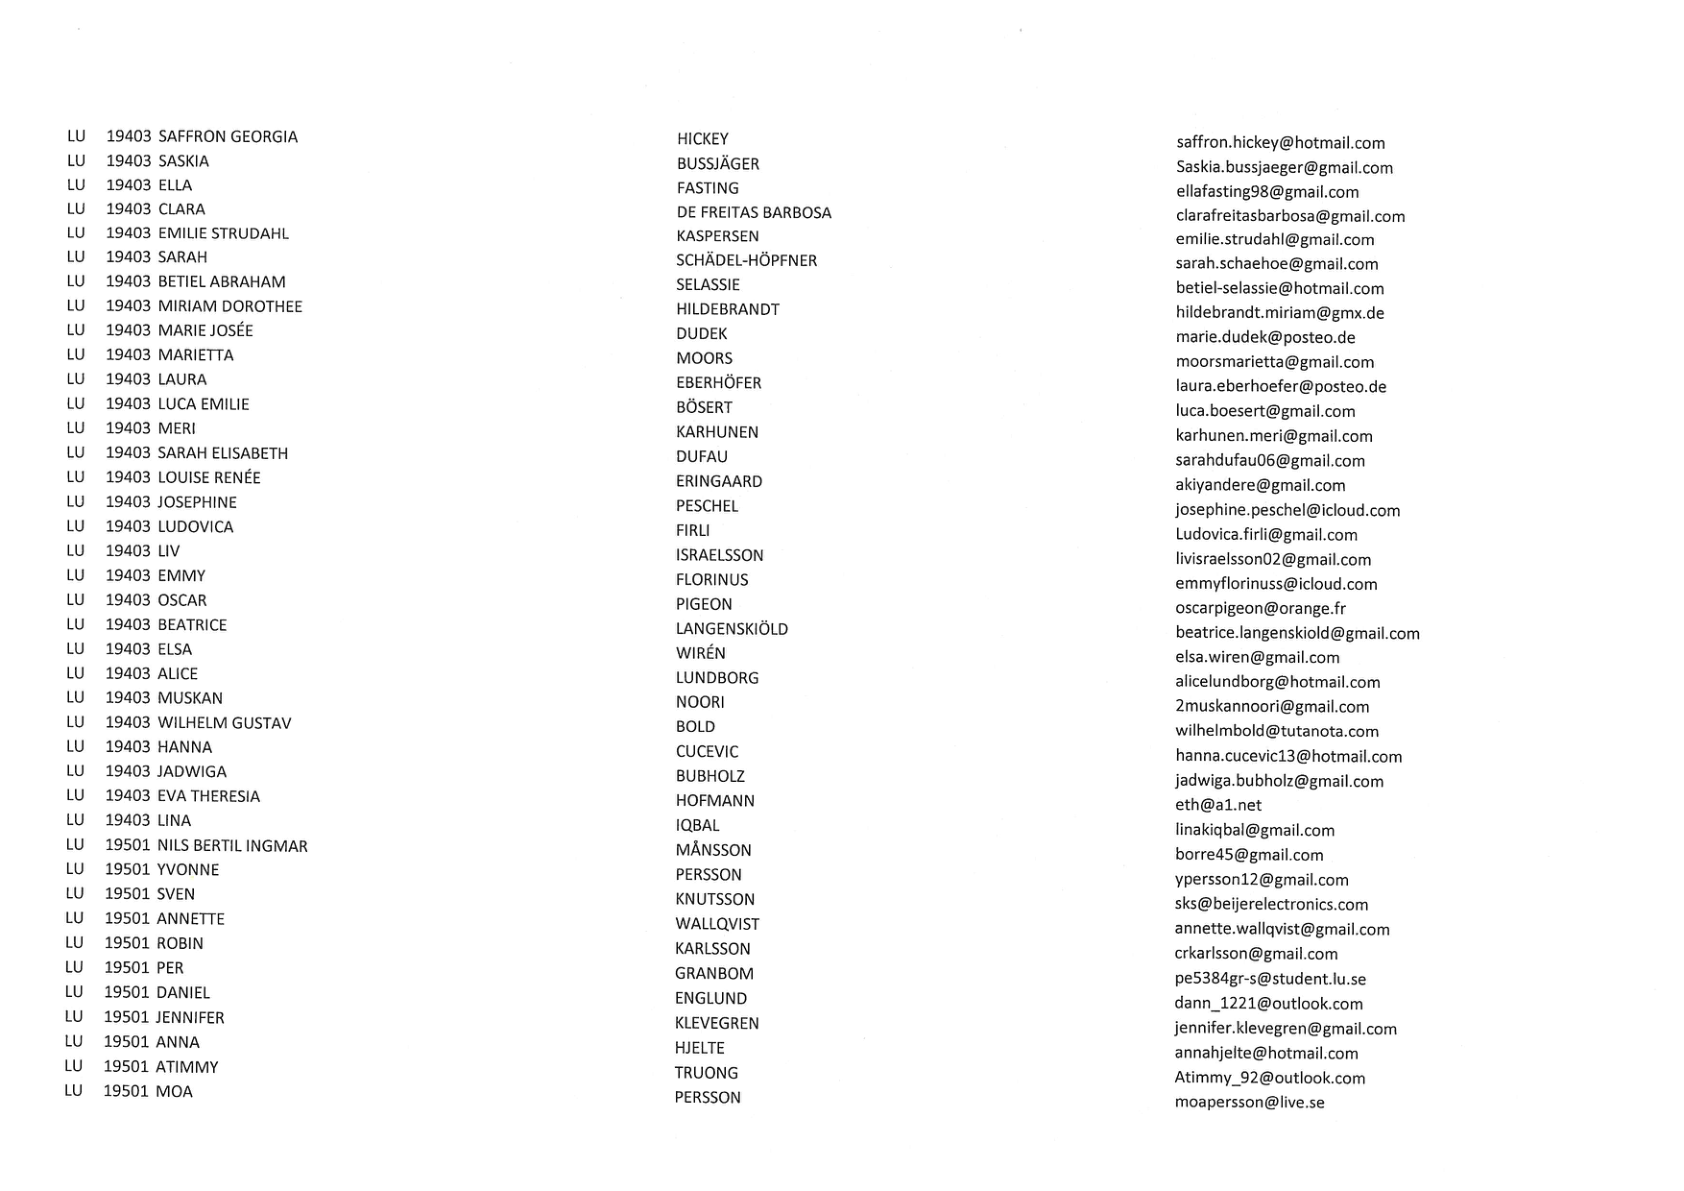 LU 19403 SAFFRON GEORGIA HICKEY saffron.hickey@hotmail.com
LU 19403 SASKIA BUSSJÄGER Saskia.bussjaeger@gmail.com
LU 19403 ELLA FASTING ellafasting98@gmail.com
LU 19403 CLARA DE FREITAS BARBOSA clarafreitasbarbosa@gmail.com
LU 19403 EMILIE STRUDAHL KASPERSEN emilie.strudahl@gmail.com
LU 19403 SARAH SCHÄDEL-HÖPFNER sarah.schaehoe@gmail.com
LU 19403 BETIEL ABRAHAM SELASSIE betiel-selassie@hotmail.com
LU 19403 MIRIAM DOROTHEE HILDEBRANDT hildebrandt.miriam@gmx.de
LU 19403 MARIE JOSÉE DUDEK marie.dudek@posteo.de
LU 19403 MARIETTA MOORS moorsmarietta@gmail.com
LU 19403 LAURA EBERHÖFER laura.eberhoefer@posteo.de
LU 19403 LUCA EMILIE BÖSERT luca.boesert@gmail.com
LU 19403 MERI KARHUNEN karhunen.meri@gmail.com
LU 19403 SARAH ELISABETH DUFAU sarahdufau06@gmail.com
LU 19403 LOUISE RENÉE ERINGAARD akiyandere@gmail.com
LU 19403 JOSEPHINE PESCHEL josephine.peschel@icloud.com
LU 19403 LUDOVICA FIRLI Ludovica.firli@gmail.com
LU 19403 LIV ISRAELSSON livisraelsson02@gmail.com
LU 19403 EMMY FLORINUS emmyflorinuss@icloud.com
LU 19403 OSCAR PIGEON oscarpigeon@orange.fr
LU 19403 BEATRICE LANGENSKIÖLD beatrice.langenskiold@gmail.com
LU 19403 ELSA WIRÉN elsa.wiren@gmail.com
LU 19403 ALICE LUNDBORG alicelundborg@hotmail.com
LU 19403 MUSKAN NOORI 2muskannoori@gmail.com
LU 19403 WILHELM GUSTAV BOLD wilhelmbold@tutanota.com
LU 19403 HANNA CUCEVIC hanna.cucevic13@hotmail.com
LU 19403 JADWIGA BUBHOLZ jadwiga.bubholz@gmail.com
LU 19403 EVA THERESIA HOFMANN eth@a1.net
LU 19403 LINA IQBAL linakiqbal@gmail.com
LU 19501 NILS BERTIL INGMAR MÅNSSON borre45@gmail.com
LU 19501 YVONNE PERSSON ypersson12@gmail.com
LU 19501 SVEN KNUTSSON sks@beijerelectronics.com
LU 19501 ANNETTE WALLQVIST annette.wallqvist@gmail.com
LU 19501 ROBIN KARLSSON crkarlsson@gmail.com
LU 19501 PER GRANBOM pe5384gr-s@student.lu.se
LU 19501 DANIEL ENGLUND dann_1221@outlook.com
LU 19501 JENNIFER KLEVEGREN jennifer.klevegren@gmail.com
LU 19501 ANNA HJELTE annahjelte@hotmail.com
LU 19501 ATIMMY TRUONG Atimmy_92@outlook.com
LU 19501 MOA PERSSON moapersson@live.se